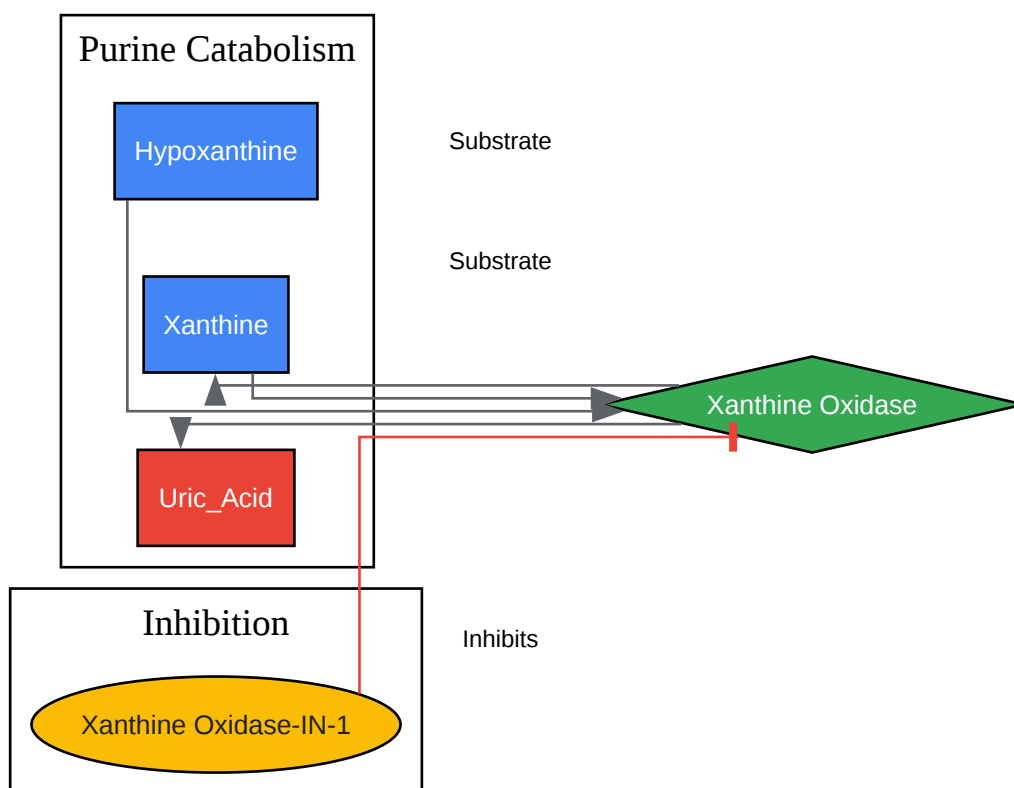 Purine Catabolism
Hypoxanthine
Substrate
Substrate
Xanthine
Xanthine Oxidase
Uric_Acid
Inhibition
Inhibits
Xanthine Oxidase-IN-1